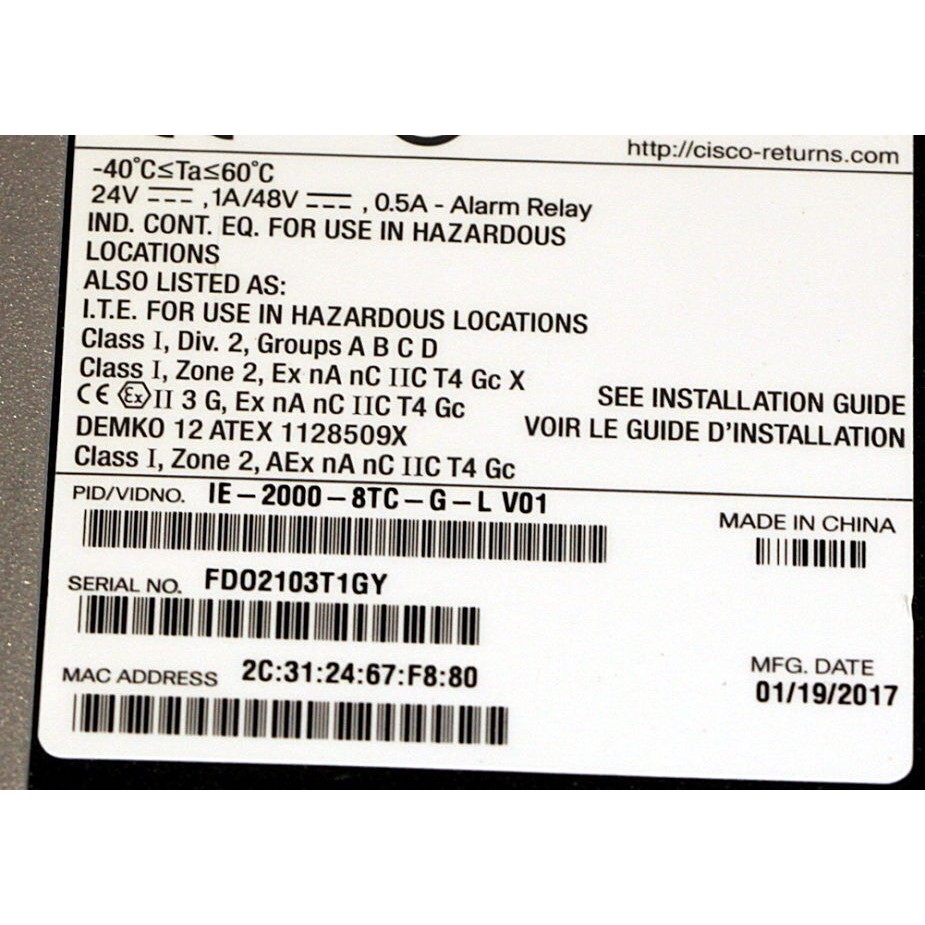 http://cisco-returns.com
-40°C≤Ta≤60°C
24V ⎓ , 1A/48V ⎓ , 0.5A - Alarm Relay
IND. CONT. EQ. FOR USE IN HAZARDOUS
LOCATIONS
ALSO LISTED AS:
I.T.E. FOR USE IN HAZARDOUS LOCATIONS
Class I, Div. 2, Groups A B C D
Class I, Zone 2, Ex nA nC IIC T4 Gc X
CE Ex II 3 G, Ex nA nC IIC T4 Gc
DEMKO 12 ATEX 1128509X
Class I, Zone 2, AEx nA nC IIC T4 Gc
SEE INSTALLATION GUIDE
VOIR LE GUIDE D'INSTALLATION
PID/VIDNO. IE-2000-8TC-G-L V01
MADE IN CHINA
SERIAL NO. FDO2103T1GY
MAC ADDRESS 2C:31:24:67:F8:80
MFG. DATE
01/19/2017